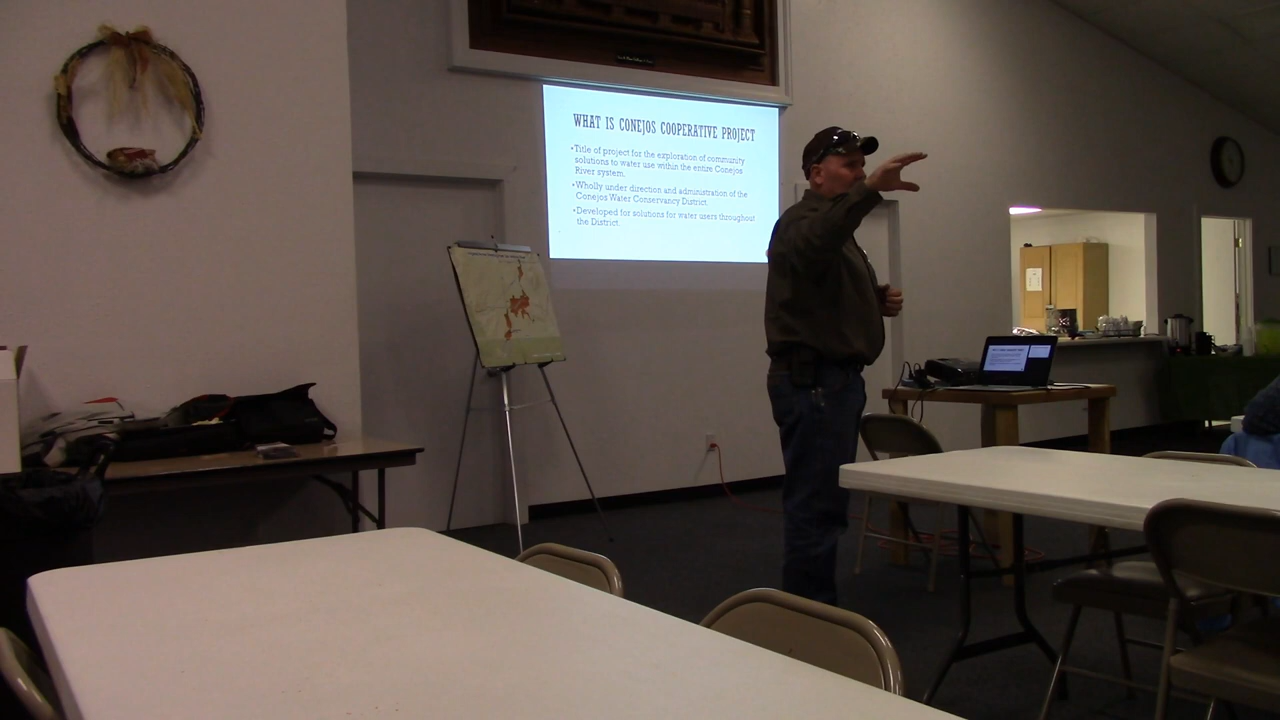 WHAT IS CONEJOS COOPERATIVE PROJECT
•Title of project for the exploration of community
solutions to water use within the entire Conejos
River system.
•Wholly under direction and administration of the
Conejos Water Conservancy District.
•Developed for solutions for water users throughout
the District.